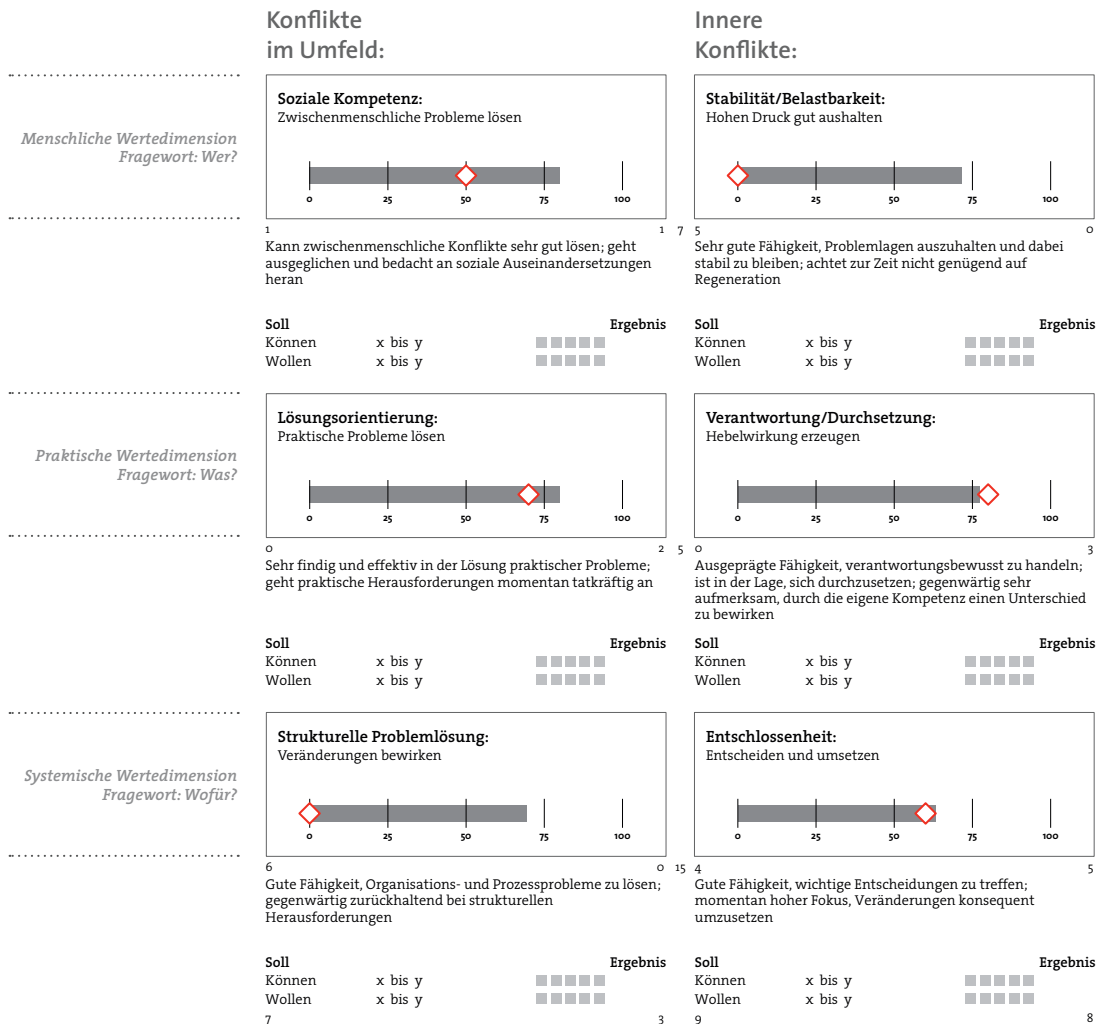 Konflikte
im Umfeld:
Innere
Konflikte:
Menschliche Wertedimension
Fragewort: Wer?
Soziale Kompetenz:
Zwischenmenschliche Probleme lösen
0 25 50 75 100
1 1 7
Kann zwischenmenschliche Konflikte sehr gut lösen; geht
ausgeglichen und bedacht an soziale Auseinandersetzungen
heran
Soll Ergebnis
Können x bis y
Wollen x bis y
Stabilität/Belastbarkeit:
Hohen Druck gut aushalten
0 25 50 75 100
5 0
Sehr gute Fähigkeit, Problemlagen auszuhalten und dabei
stabil zu bleiben; achtet zur Zeit nicht genügend auf
Regeneration
Soll Ergebnis
Können x bis y
Wollen x bis y
Praktische Wertedimension
Fragewort: Was?
Lösungsorientierung:
Praktische Probleme lösen
0 25 50 75 100
0 2 5
Sehr findig und effektiv in der Lösung praktischer Probleme;
geht praktische Herausforderungen momentan tatkräftig an
Soll Ergebnis
Können x bis y
Wollen x bis y
Verantwortung/Durchsetzung:
Hebelwirkung erzeugen
0 25 50 75 100
0 3
Ausgeprägte Fähigkeit, verantwortungsbewusst zu handeln;
ist in der Lage, sich durchzusetzen; gegenwärtig sehr
aufmerksam, durch die eigene Kompetenz einen Unterschied
zu bewirken
Soll Ergebnis
Können x bis y
Wollen x bis y
Systemische Wertedimension
Fragewort: Wofür?
Strukturelle Problemlösung:
Veränderungen bewirken
0 25 50 75 100
6 0 15
Gute Fähigkeit, Organisations- und Prozessprobleme zu lösen;
gegenwärtig zurückhaltend bei strukturellen
Herausforderungen
Soll Ergebnis
Können x bis y
Wollen x bis y
7 3
Entschlossenheit:
Entscheiden und umsetzen
0 25 50 75 100
4 5
Gute Fähigkeit, wichtige Entscheidungen zu treffen;
momentan hoher Fokus, Veränderungen konsequent
umzusetzen
Soll Ergebnis
Können x bis y
Wollen x bis y
9 8